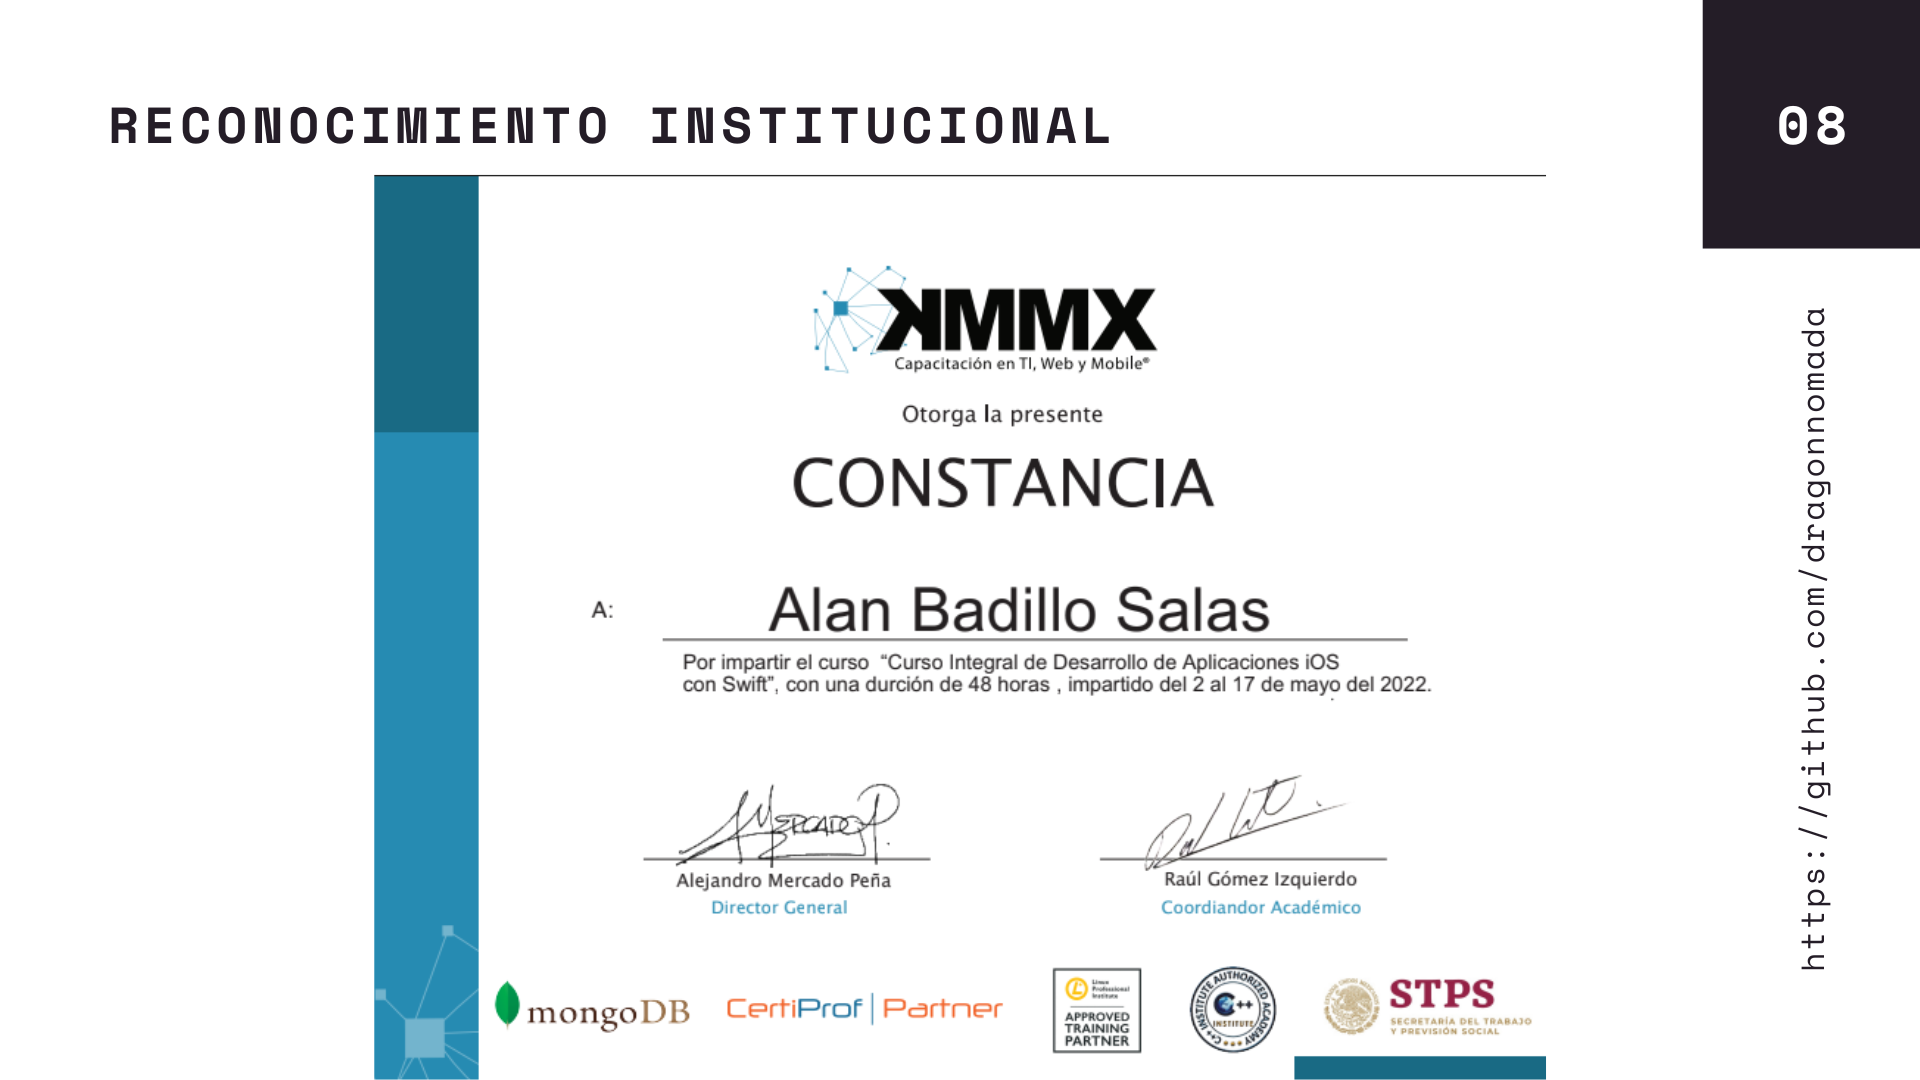 RECONOCIMIENTO INSTITUCIONAL
08
KMMX
Capacitación en TI, Web y Mobile®
Otorga la presente
CONSTANCIA
A: Alan Badillo Salas
Por impartir el curso “Curso Integral de Desarrollo de Aplicaciones iOS
con Swift”, con una durción de 48 horas , impartido del 2 al 17 de mayo del 2022.
Alejandro Mercado Peña
Director General
Raúl Gómez Izquierdo
Coordiandor Académico
mongoDB
CertiProf | Partner
Linux
Professional
Institute
APPROVED
TRAINING
PARTNER
C++ INSTITUTE AUTHORIZED ACADEMY
C++
INSTITUTE
STPS
SECRETARÍA DEL TRABAJO
Y PREVISIÓN SOCIAL
https://github.com/dragonnomada